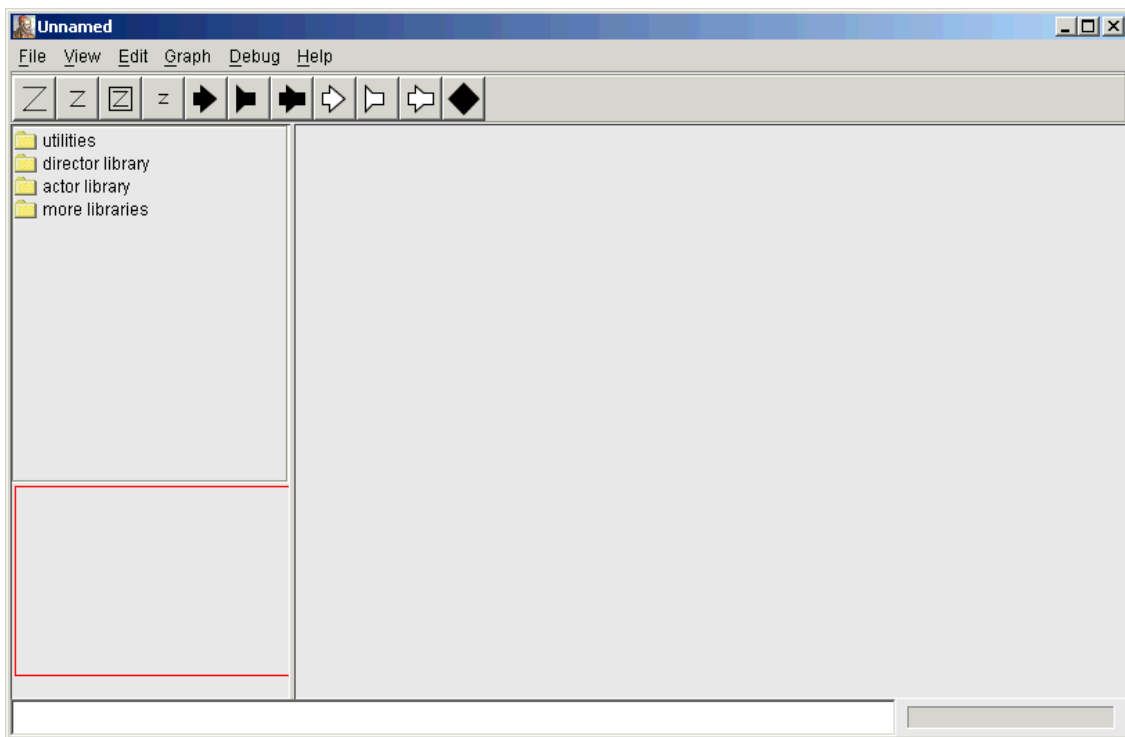 Unnamed
File View Edit Graph Debug Help
Z Z Z z
utilities
director library
actor library
more libraries